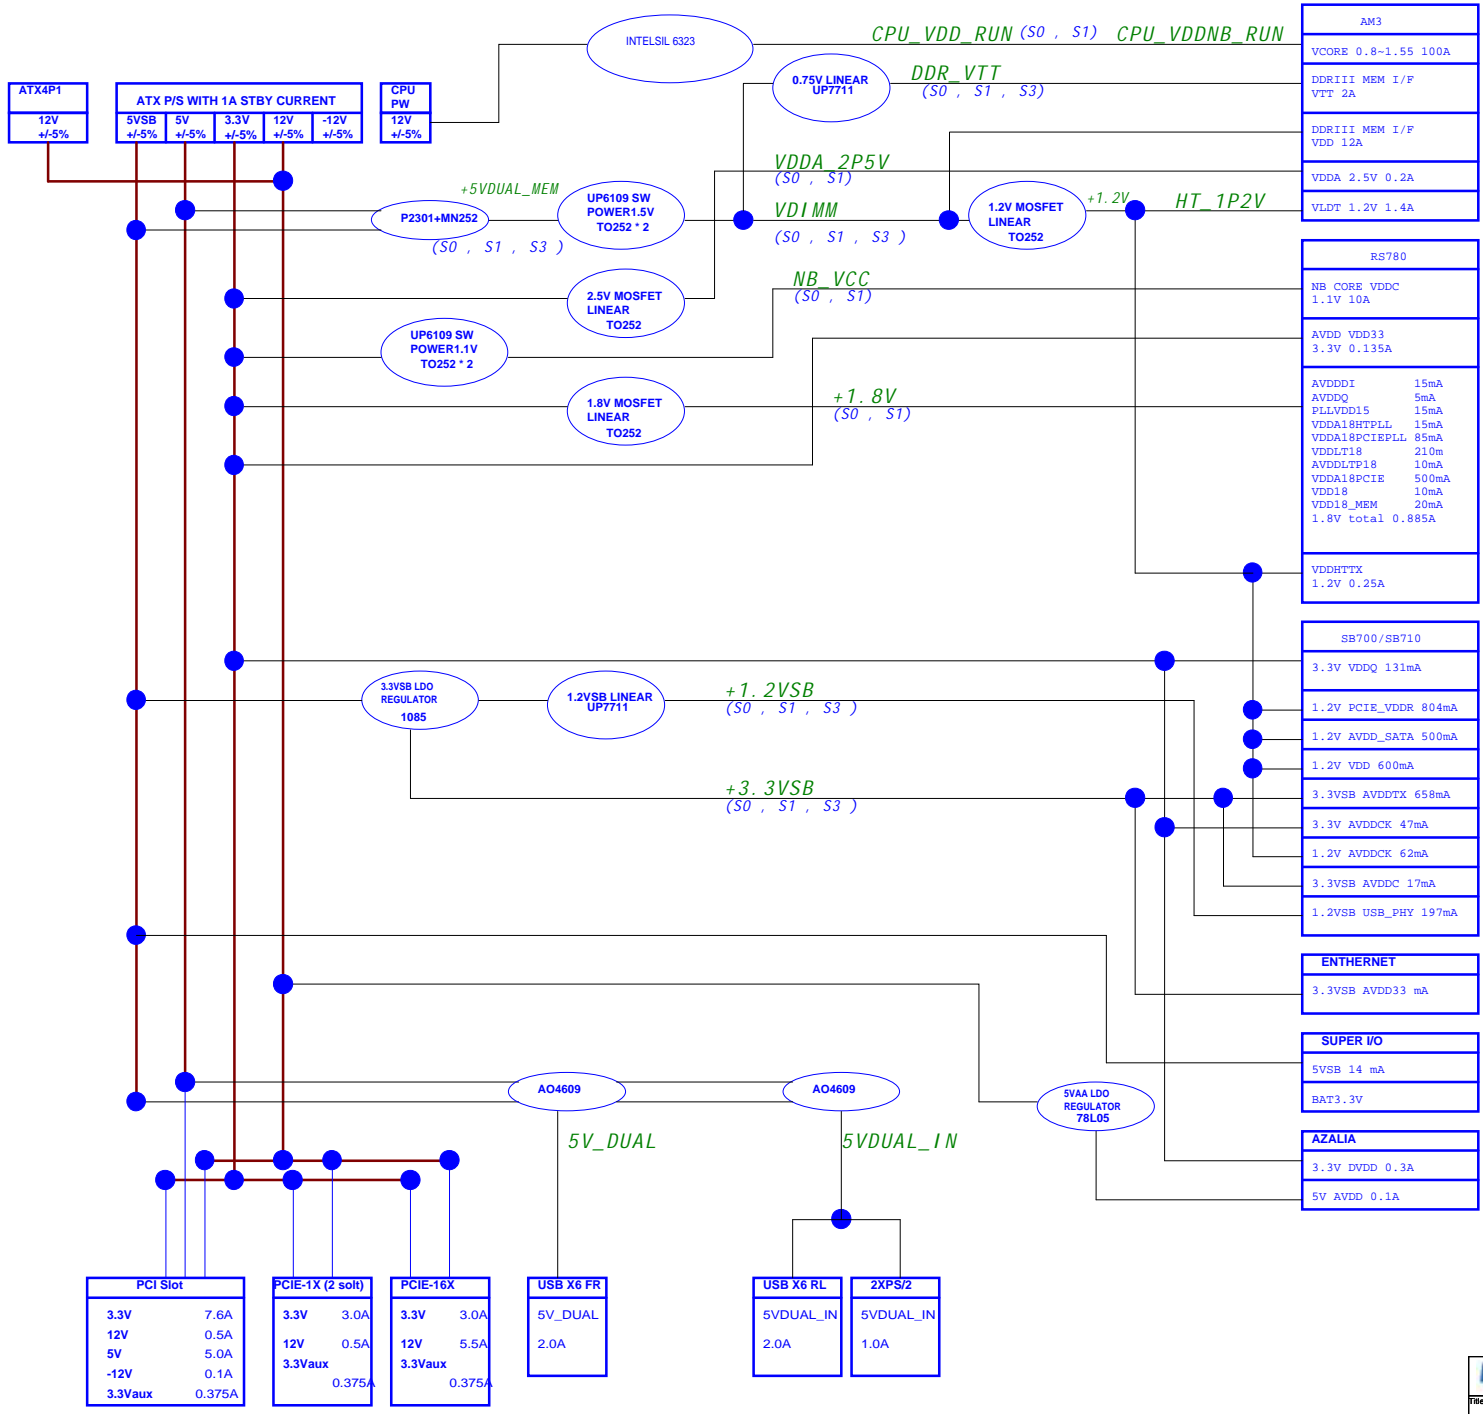 ATX4P1
12V
+/-5%
ATX P/S WITH 1A STBY CURRENT
5VSB 5V 3.3V 12V -12V
+/-5% +/-5% +/-5% +/-5% +/-5%
CPU
PW
12V
+/-5%
INTELSIL 6323
CPU_VDD_RUN (S0 , S1) CPU_VDDNB_RUN
0.75V LINEAR
UP7711
DDR_VTT
(S0 , S1 , S3)
VDDA_2P5V
(S0 , S1)
+5VDUAL_MEM
P2301+MN252
(S0 , S1 , S3 )
UP6109 SW
POWER1.5V
TO252 * 2
VDIMM
(S0 , S1 , S3 )
1.2V MOSFET
LINEAR
TO252
+1.2V
HT_1P2V
2.5V MOSFET
LINEAR
TO252
NB_VCC
(S0 , S1)
UP6109 SW
POWER1.1V
TO252 * 2
1.8V MOSFET
LINEAR
TO252
+1.8V
(S0 , S1)
3.3VSB LDO
REGULATOR
1085
1.2VSB LINEAR
UP7711
+1.2VSB
(S0 , S1 , S3 )
+3.3VSB
(S0 , S1 , S3 )
AO4609
AO4609
5V_DUAL
5VDUAL_IN
5VAA LDO
REGULATOR
78L05
AM3
VCORE 0.8~1.55 100A
DDRIII MEM I/F
VTT 2A
DDRIII MEM I/F
VDD 12A
VDDA 2.5V 0.2A
VLDT 1.2V 1.4A
RS780
NB CORE VDDC
1.1V 10A
AVDD VDD33
3.3V 0.135A
AVDDDI 15mA
AVDDQ 5mA
PLLVDD15 15mA
VDDA18HTPLL 15mA
VDDA18PCIEPLL 85mA
VDDLT18 210m
AVDDLTP18 10mA
VDDA18PCIE 500mA
VDD18 10mA
VDD18_MEM 20mA
1.8V total 0.885A
VDDHTTX
1.2V 0.25A
SB700/SB710
3.3V VDDQ 131mA
1.2V PCIE_VDDR 804mA
1.2V AVDD_SATA 500mA
1.2V VDD 600mA
3.3VSB AVDDTX 658mA
3.3V AVDDCK 47mA
1.2V AVDDCK 62mA
3.3VSB AVDDC 17mA
1.2VSB USB_PHY 197mA
ENTHERNET
3.3VSB AVDD33 mA
SUPER I/O
5VSB 14 mA
BAT3.3V
AZALIA
3.3V DVDD 0.3A
5V AVDD 0.1A
PCI Slot
3.3V 7.6A
12V 0.5A
5V 5.0A
-12V 0.1A
3.3Vaux 0.375A
PCIE-1X (2 solt)
3.3V 3.0A
12V 0.5A
3.3Vaux
0.375A
PCIE-16X
3.3V 3.0A
12V 5.5A
3.3Vaux
0.375A
USB X6 FR
5V_DUAL
2.0A
USB X6 RL
5VDUAL_IN
2.0A
2XPS/2
5VDUAL_IN
1.0A
Title